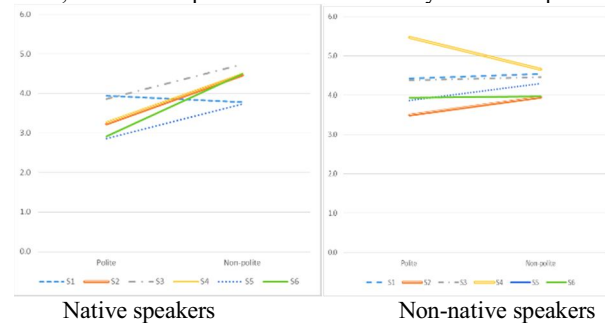 6.0 6.0
5.0 5.0
4.0 4.0
3.0 3.0
2.0 2.0
1.0 1.0
0.0 0.0
Polite Non-polite Polite Non-polite
S1 S2 S3 S4 S5 S6 S1 S2 S3 S4 S5 S6
Native speakers Non-native speakers